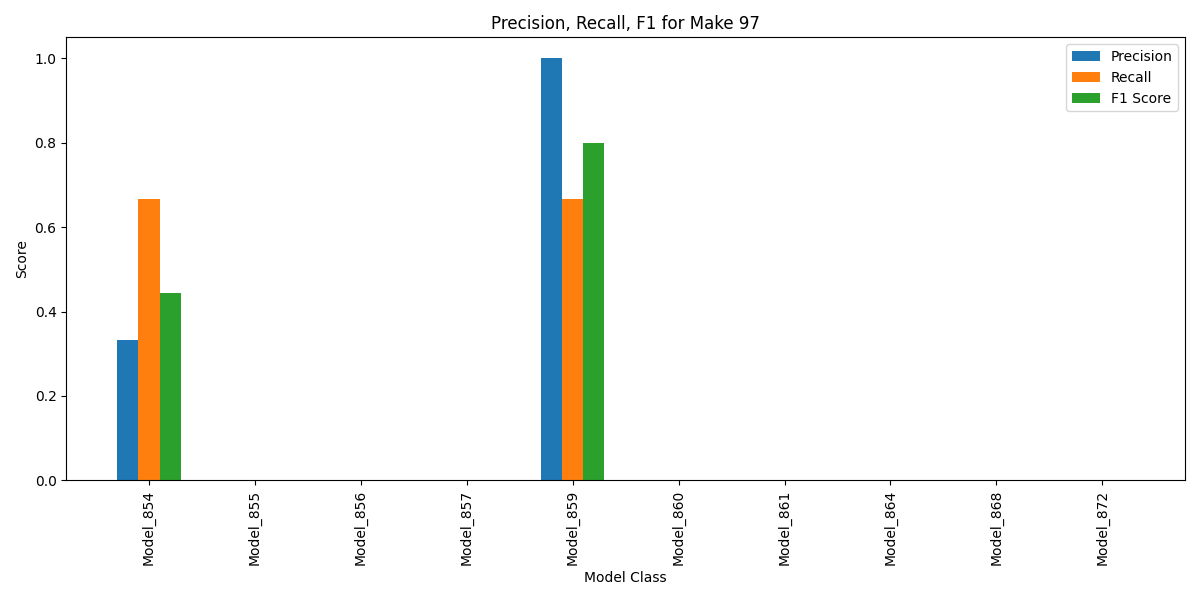 Precision, Recall, F1 for Make 97
Precision
Recall
F1 Score
Score
1.0
0.8
0.6
0.4
0.2
0.0
Model_854
Model_855
Model_856
Model_857
Model_859
Model_860
Model_861
Model_864
Model_868
Model_872
Model Class